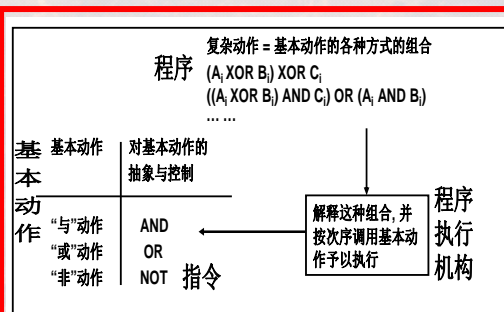 复杂动作 = 基本动作的各种方式的组合
程序
(Ai XOR Bi) XOR Ci
((Ai XOR Bi) AND Ci) OR (Ai AND Bi)
... ...
基本动作
基本动作
对基本动作的
抽象与控制
“与”动作 AND
“或”动作 OR
“非”动作 NOT
指令
解释这种组合, 并
按次序调用基本动
作予以执行
程序
执行
机构